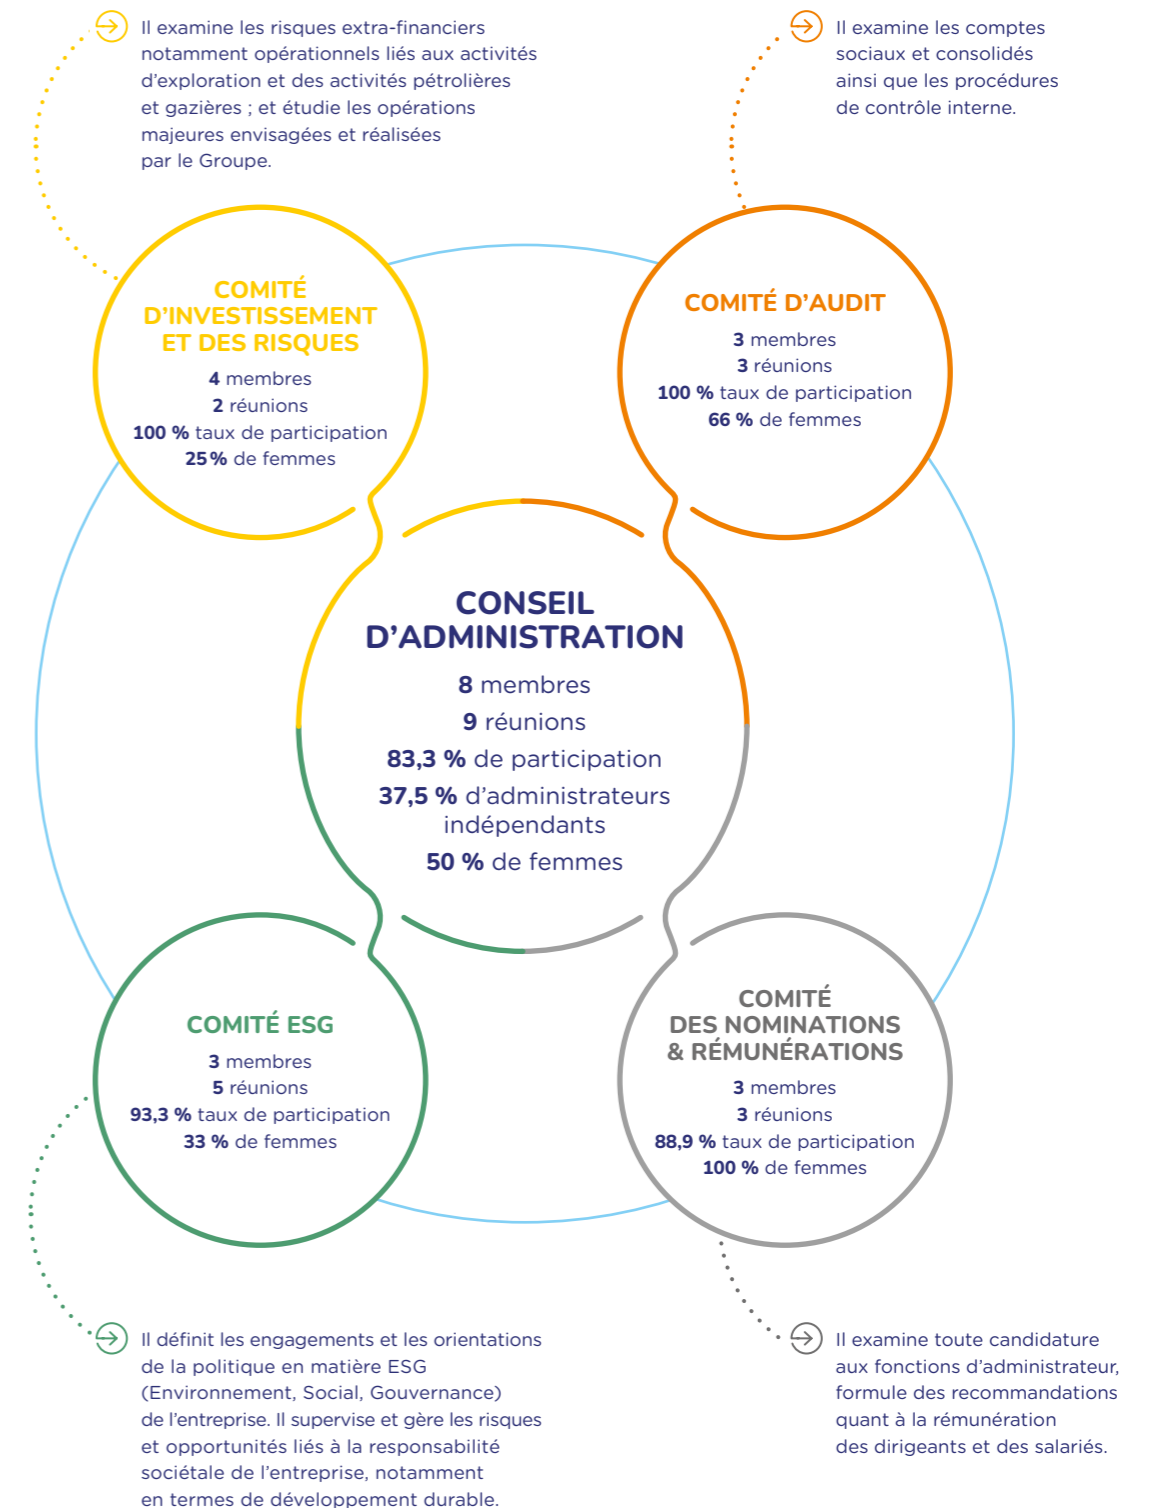 Il examine les risques extra-financiers
notamment opérationnels liés aux activités
d’exploration et des activités pétrolières
et gazières ; et étudie les opérations
majeures envisagées et réalisées
par le Groupe.
Il examine les comptes
sociaux et consolidés
ainsi que les procédures
de contrôle interne.
COMITÉ
D’INVESTISSEMENT
ET DES RISQUES
4 membres
2 réunions
100 % taux de participation
25 % de femmes
COMITÉ D’AUDIT
3 membres
3 réunions
100 % taux de participation
66 % de femmes
CONSEIL
D’ADMINISTRATION
8 membres
9 réunions
83,3 % de participation
37,5 % d’administrateurs
indépendants
50 % de femmes
COMITÉ ESG
3 membres
5 réunions
93,3 % taux de participation
33 % de femmes
COMITÉ
DES NOMINATIONS
& RÉMUNÉRATIONS
3 membres
3 réunions
88,9 % taux de participation
100 % de femmes
Il définit les engagements et les orientations
de la politique en matière ESG
(Environnement, Social, Gouvernance)
de l’entreprise. Il supervise et gère les risques
et opportunités liés à la responsabilité
sociétale de l’entreprise, notamment
en termes de développement durable.
Il examine toute candidature
aux fonctions d’administrateur,
formule des recommandations
quant à la rémunération
des dirigeants et des salariés.